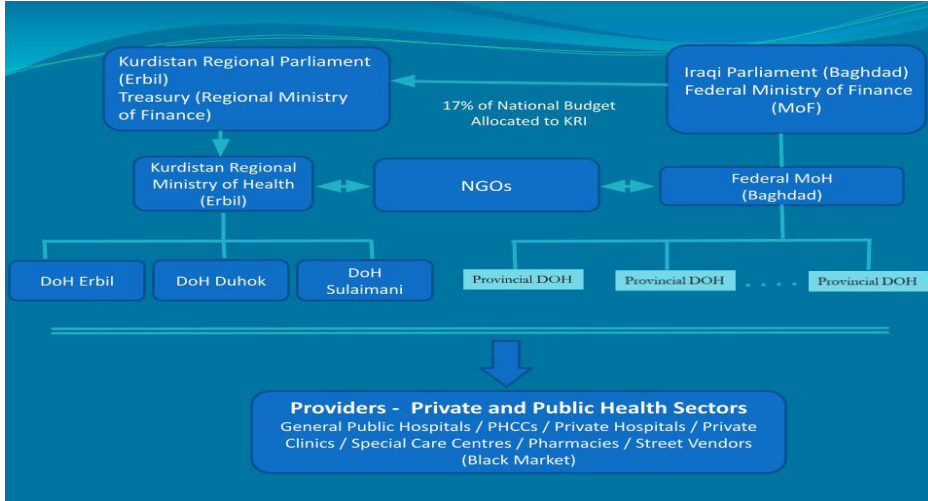 Kurdistan Regional Parliament
(Erbil)
Treasury (Regional Ministry
of Finance)
Iraqi Parliament (Baghdad)
Federal Ministry of Finance
(MoF)
17% of National Budget
Allocated to KRI
Kurdistan Regional
Ministry of Health
(Erbil)
NGOs
Federal MoH
(Baghdad)
DoH Erbil
DoH Duhok
DoH
Sulaimani
Provincial DOH
Provincial DOH
. . . .
Provincial DOH
Providers - Private and Public Health Sectors
General Public Hospitals / PHCCs / Private Hospitals / Private
Clinics / Special Care Centres / Pharmacies / Street Vendors
(Black Market)